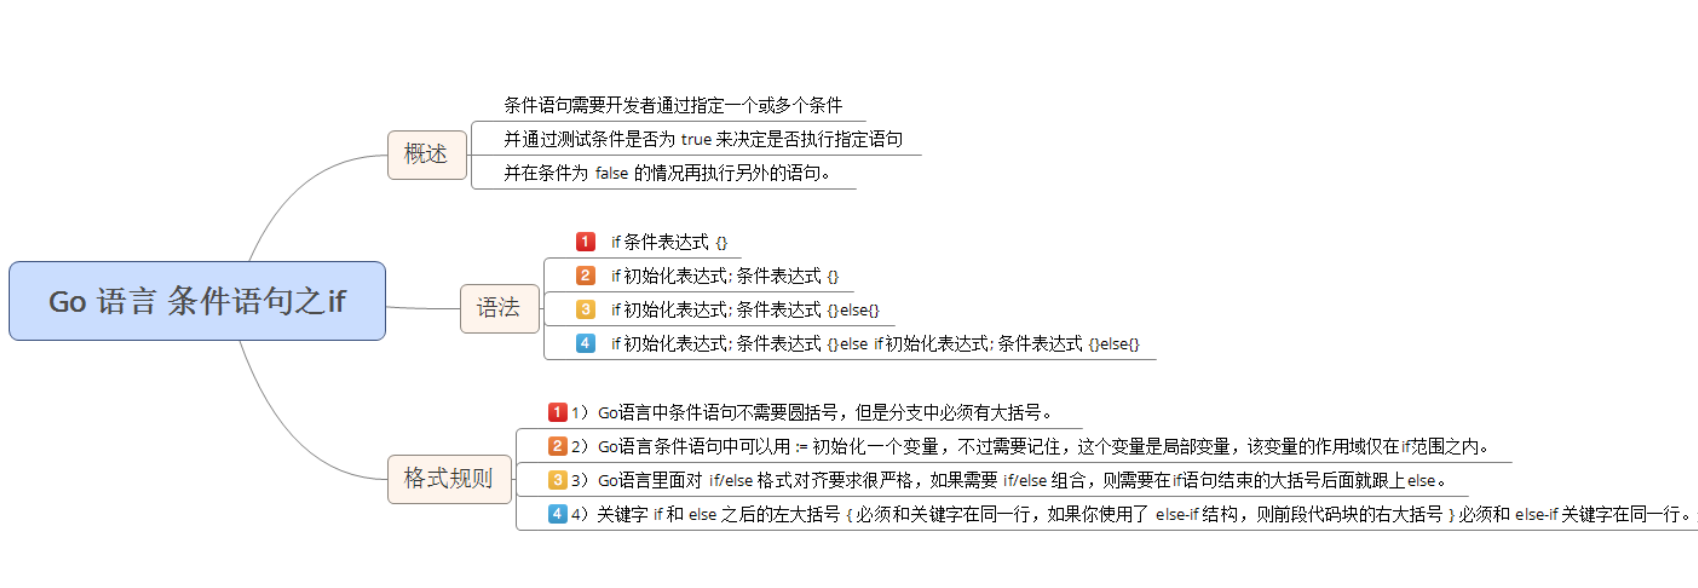 Go 语言 条件语句之if
概述
条件语句需要开发者通过指定一个或多个条件
并通过测试条件是否为 true 来决定是否执行指定语句
并在条件为 false 的情况再执行另外的语句。
语法
1 if 条件表达式 {}
2 if 初始化表达式; 条件表达式 {}
3 if 初始化表达式; 条件表达式 {}else{}
4 if 初始化表达式; 条件表达式 {}else if初始化表达式; 条件表达式 {}else{}
格式规则
1 1）Go语言中条件语句不需要圆括号，但是分支中必须有大括号。
2 2）Go语言条件语句中可以用 := 初始化一个变量，不过需要记住，这个变量是局部变量，该变量的作用域仅在if范围之内。
3 3）Go语言里面对 if/else 格式对齐要求很严格，如果需要 if/else 组合，则需要在if语句结束的大括号后面就跟上else。
4 4）关键字 if 和 else 之后的左大括号 { 必须和关键字在同一行，如果你使用了 else-if 结构，则前段代码块的右大括号 } 必须和 else-if 关键字在同一行。